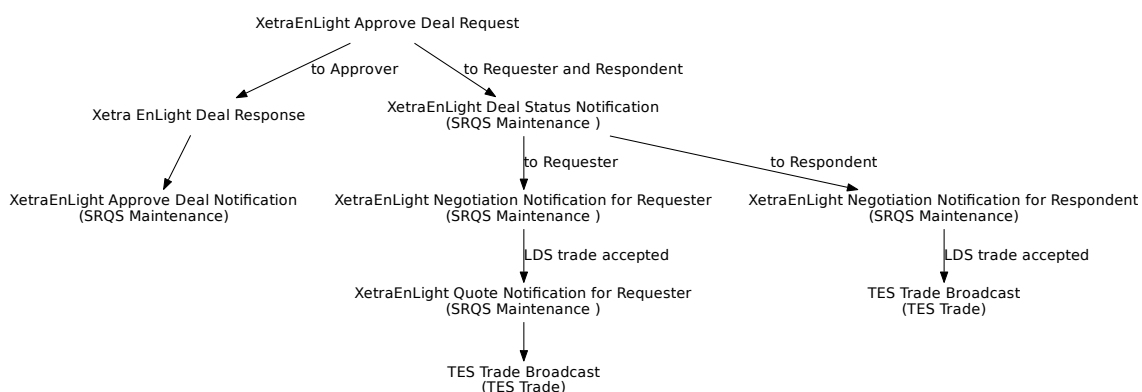 XetraEnLight Approve Deal Request
to Approver
to Requester and Respondent
Xetra EnLight Deal Response
XetraEnLight Deal Status Notification
(SRQS Maintenance )
to Requester
to Respondent
XetraEnLight Approve Deal Notification
(SRQS Maintenance)
XetraEnLight Negotiation Notification for Requester
(SRQS Maintenance )
XetraEnLight Negotiation Notification for Respondent
(SRQS Maintenance)
LDS trade accepted
LDS trade accepted
XetraEnLight Quote Notification for Requester
(SRQS Maintenance )
TES Trade Broadcast
(TES Trade)
TES Trade Broadcast
(TES Trade)